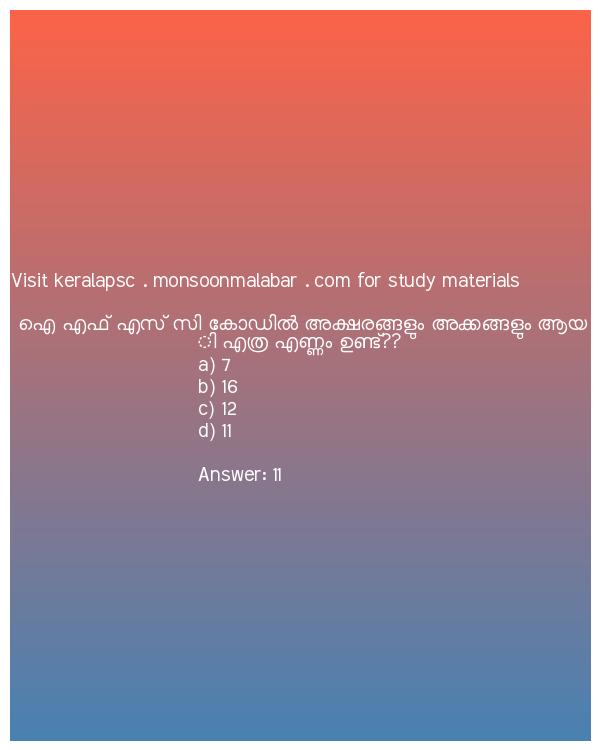 Visit keralapsc . monsoonmalabar . com for study materials
ഐ എഫ് എസ് സി കോഡിൽ അക്ഷരങ്ങളും അക്കങ്ങളും ആയ
ി എത്ര എണ്ണം ഉണ്ട്??
a) 7
b) 16
c) 12
d) 11
Answer: 11